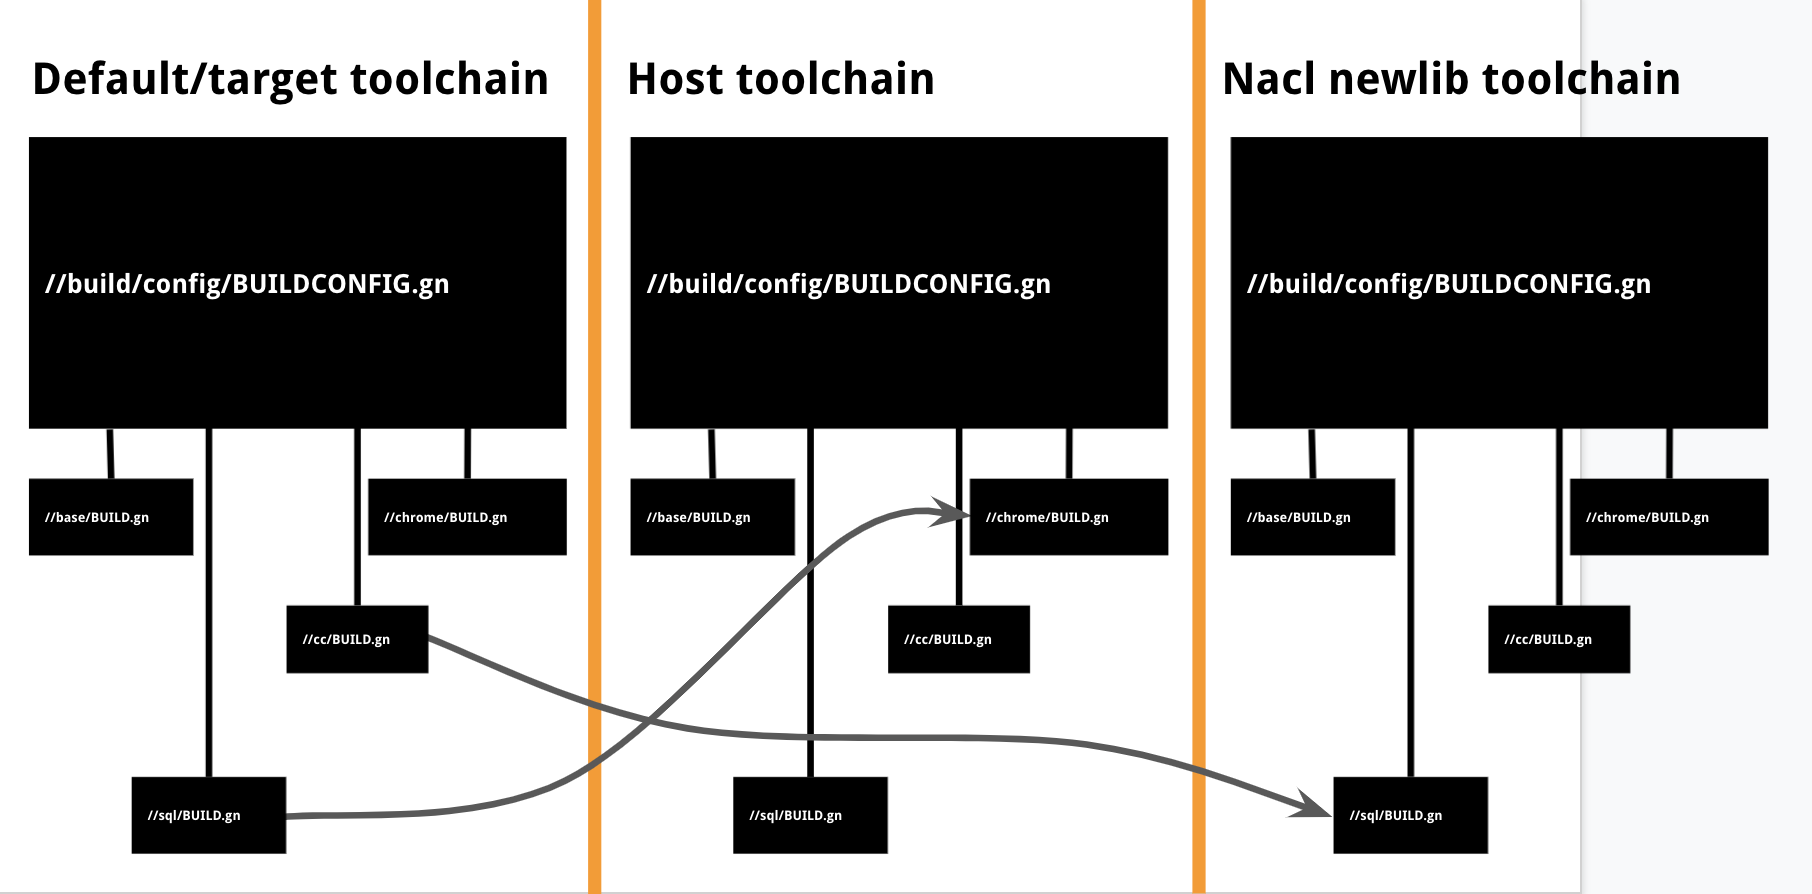 Default/target toolchain
//build/config/BUILDCONFIG.gn
//base/BUILD.gn
//chrome/BUILD.gn
//cc/BUILD.gn
//sql/BUILD.gn
Host toolchain
//build/config/BUILDCONFIG.gn
//base/BUILD.gn
//chrome/BUILD.gn
//cc/BUILD.gn
//sql/BUILD.gn
Nacl newlib toolchain
//build/config/BUILDCONFIG.gn
//base/BUILD.gn
//chrome/BUILD.gn
//cc/BUILD.gn
//sql/BUILD.gn